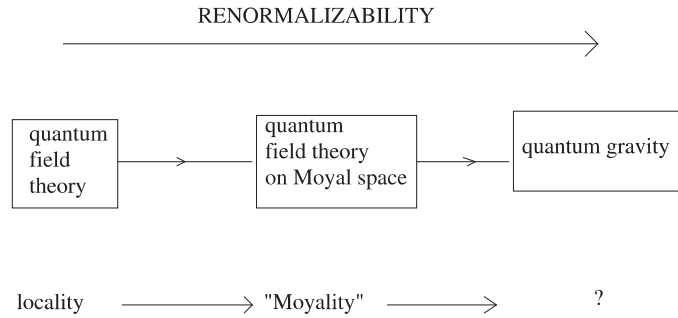 RENORMALIZABILITY
quantum
field
theory
quantum
field theory
on Moyal space
quantum gravity
locality
"Moyality"
?